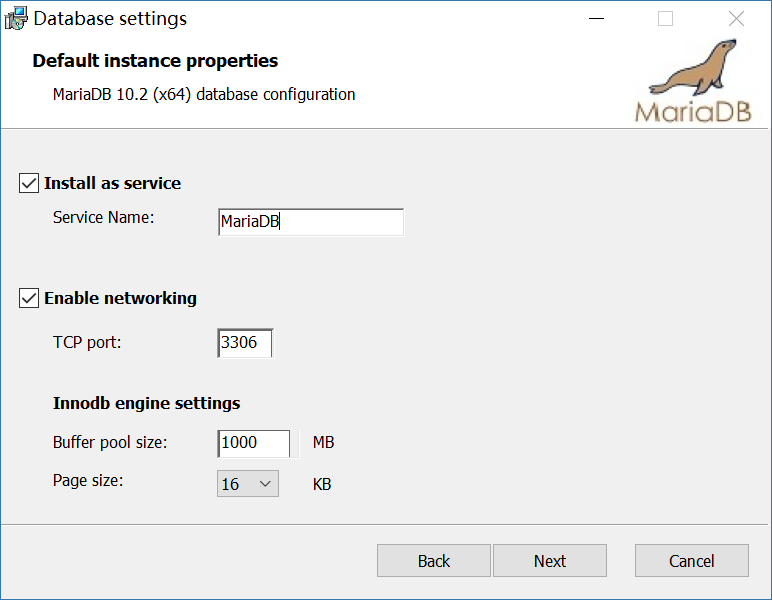 Database settings
Default instance properties
MariaDB 10.2 (x64) database configuration
MariaDB
Install as service
Service Name: MariaDB
Enable networking
TCP port: 3306
Innodb engine settings
Buffer pool size: 1000 MB
Page size: 16 KB
Back Next Cancel